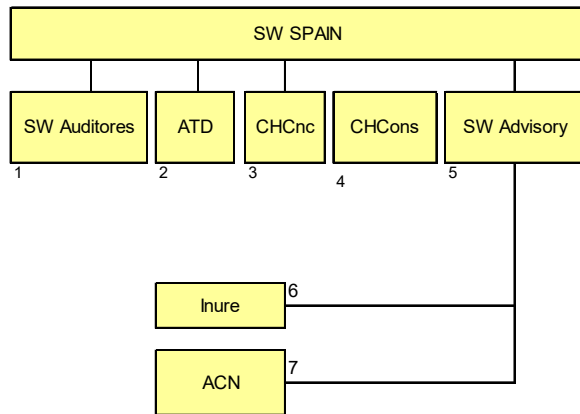 SW SPAIN
SW Auditores
ATD
CHCnc
CHCons
SW Advisory
1
2
3
4
5
Inure
6
ACN
7